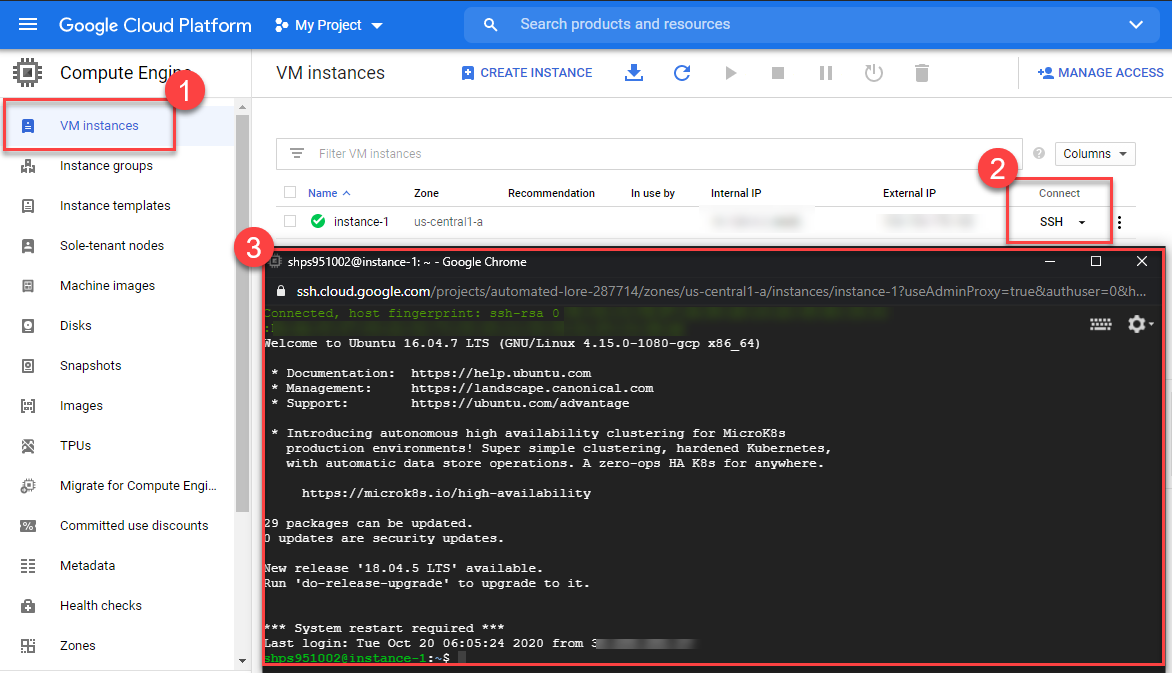 Google Cloud Platform
My Project
Search products and resources
Compute Engine
VM instances
CREATE INSTANCE
MANAGE ACCESS
1
VM instances
Instance groups
Instance templates
Sole-tenant nodes
Machine images
Disks
Snapshots
Images
TPUs
Migrate for Compute Engi...
Committed use discounts
Metadata
Health checks
Zones
Filter VM instances
Columns
2
Name
Zone
Recommendation
In use by
Internal IP
External IP
Connect
instance-1
us-central1-a
SSH
3
shps951002@instance-1: ~ - Google Chrome
ssh.cloud.google.com/projects/automated-lore-287714/zones/us-central1-a/instances/instance-1?useAdminProxy=true&authuser=0&h...
Connected, host fingerprint: ssh-rsa 0
Welcome to Ubuntu 16.04.7 LTS (GNU/Linux 4.15.0-1080-gcp x86_64)
* Documentation: https://help.ubuntu.com
* Management: https://landscape.canonical.com
* Support: https://ubuntu.com/advantage
* Introducing autonomous high availability clustering for MicroK8s
production environments! Super simple clustering, hardened Kubernetes,
with automatic data store operations. A zero-ops HA K8s for anywhere.
https://microk8s.io/high-availability
29 packages can be updated.
0 updates are security updates.
New release '18.04.5 LTS' available.
Run 'do-release-upgrade' to upgrade to it.
*** System restart required ***
Last login: Tue Oct 20 06:05:24 2020 from 3
shps951002@instance-1:~$